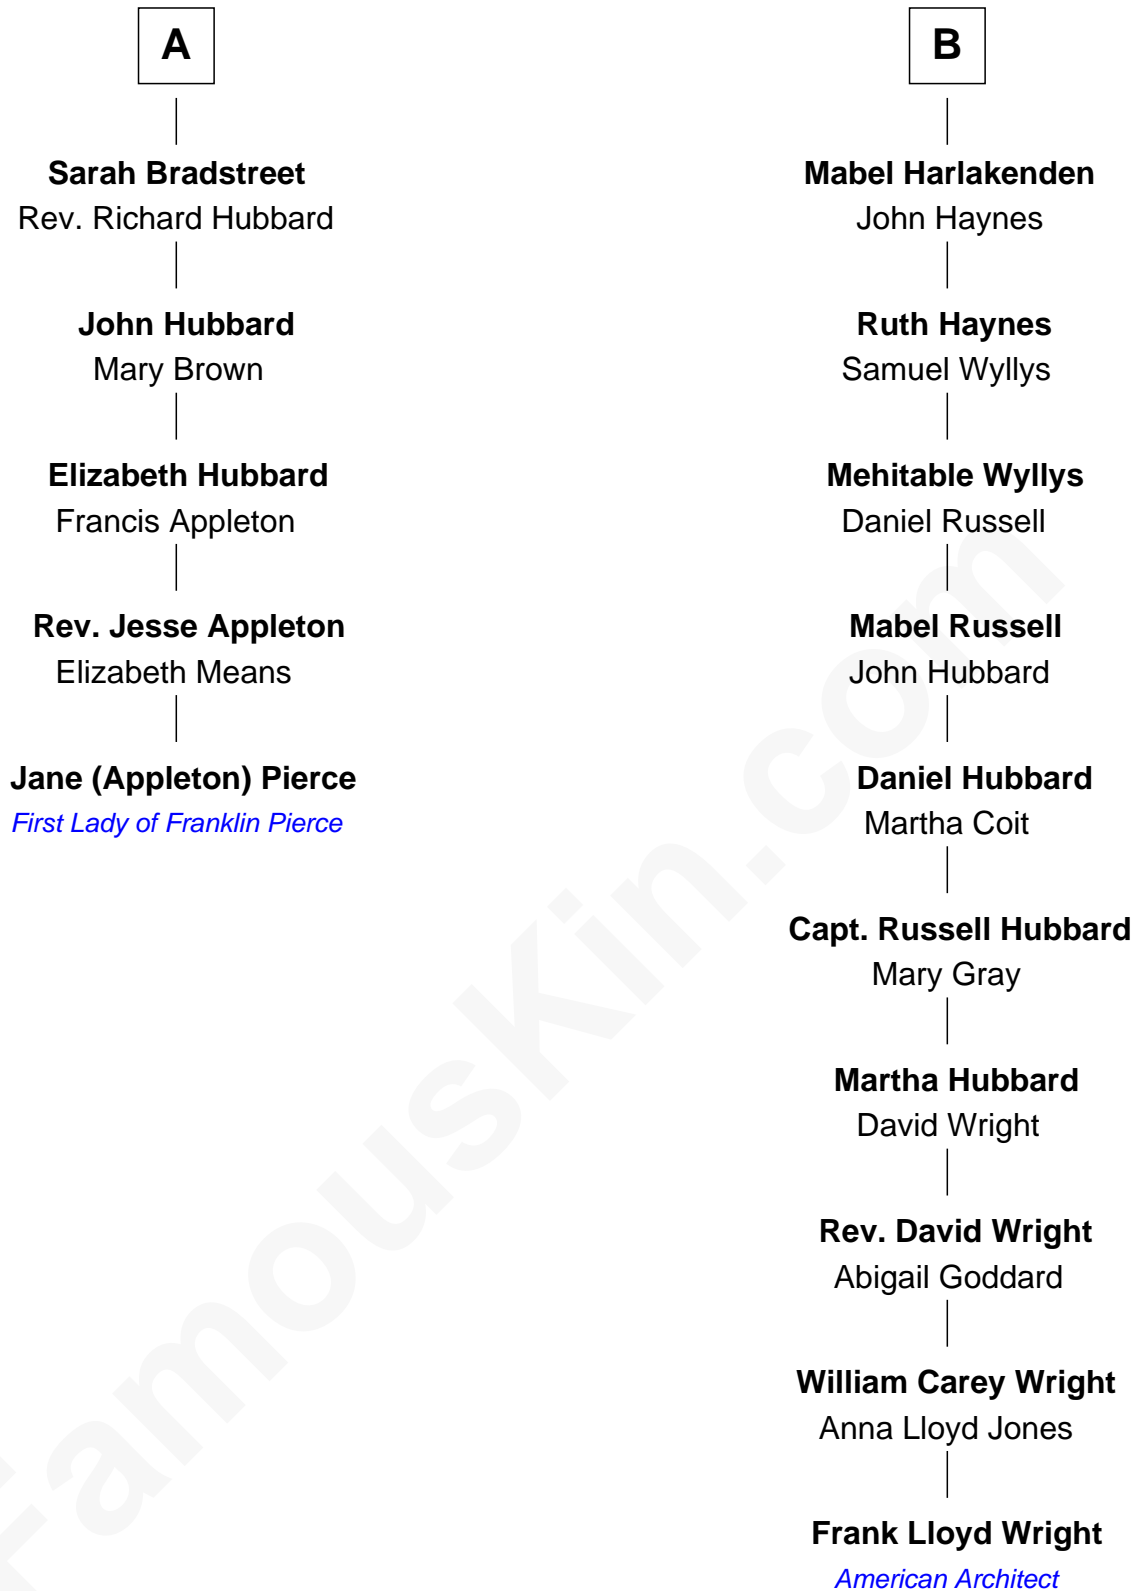 A
Sarah Bradstreet
Rev. Richard Hubbard
John Hubbard
Mary Brown
Elizabeth Hubbard
Francis Appleton
Rev. Jesse Appleton
Elizabeth Means
Jane (Appleton) Pierce
First Lady of Franklin Pierce
B
Mabel Harlakenden
John Haynes
Ruth Haynes
Samuel Wyllys
Mehitable Wyllys
Daniel Russell
Mabel Russell
John Hubbard
Daniel Hubbard
Martha Coit
Capt. Russell Hubbard
Mary Gray
Martha Hubbard
David Wright
Rev. David Wright
Abigail Goddard
William Carey Wright
Anna Lloyd Jones
Frank Lloyd Wright
American Architect
FamousKin.com